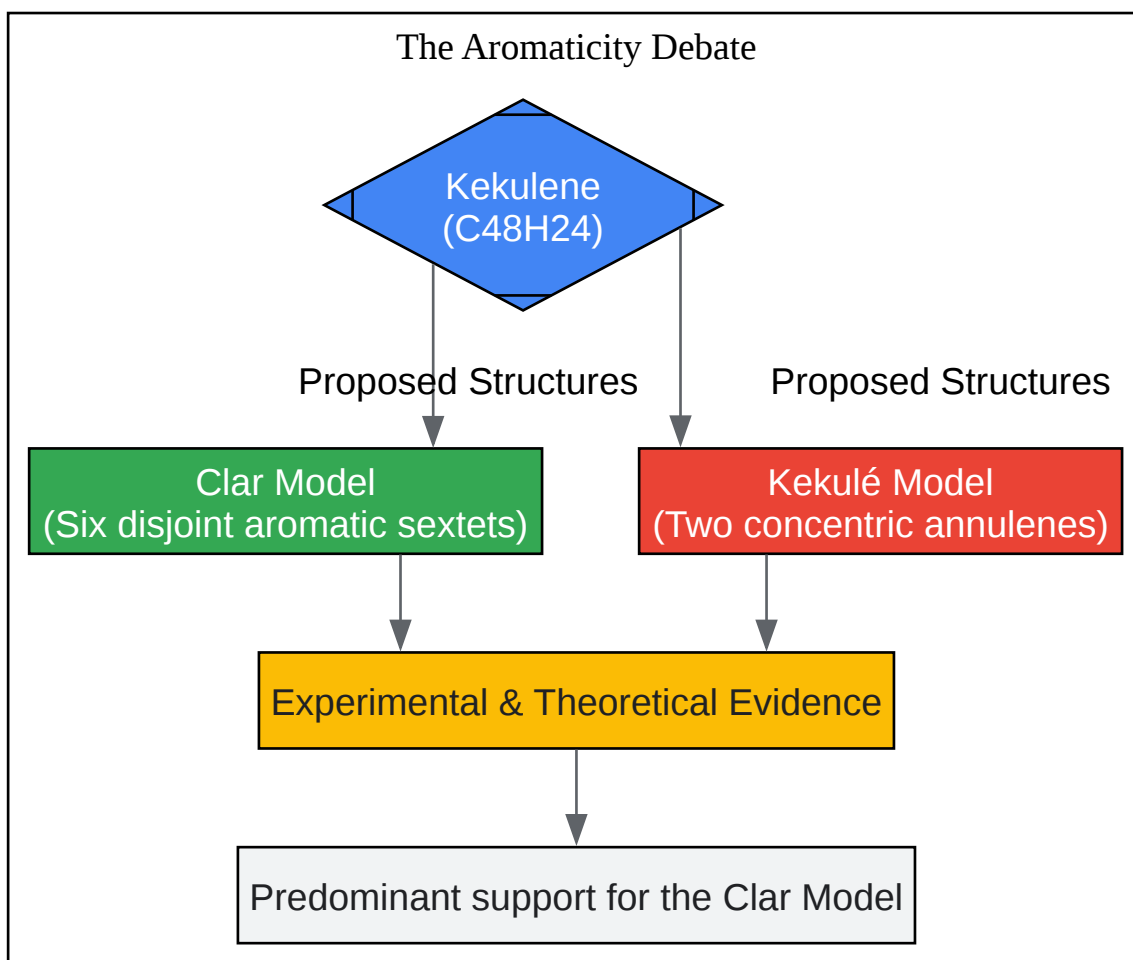 The Aromaticity Debate
Kekulene
(C48H24)
Proposed Structures
Proposed Structures
Clar Model
(Six disjoint aromatic sextets)
Kekulé Model
(Two concentric annulenes)
Experimental & Theoretical Evidence
Predominant support for the Clar Model